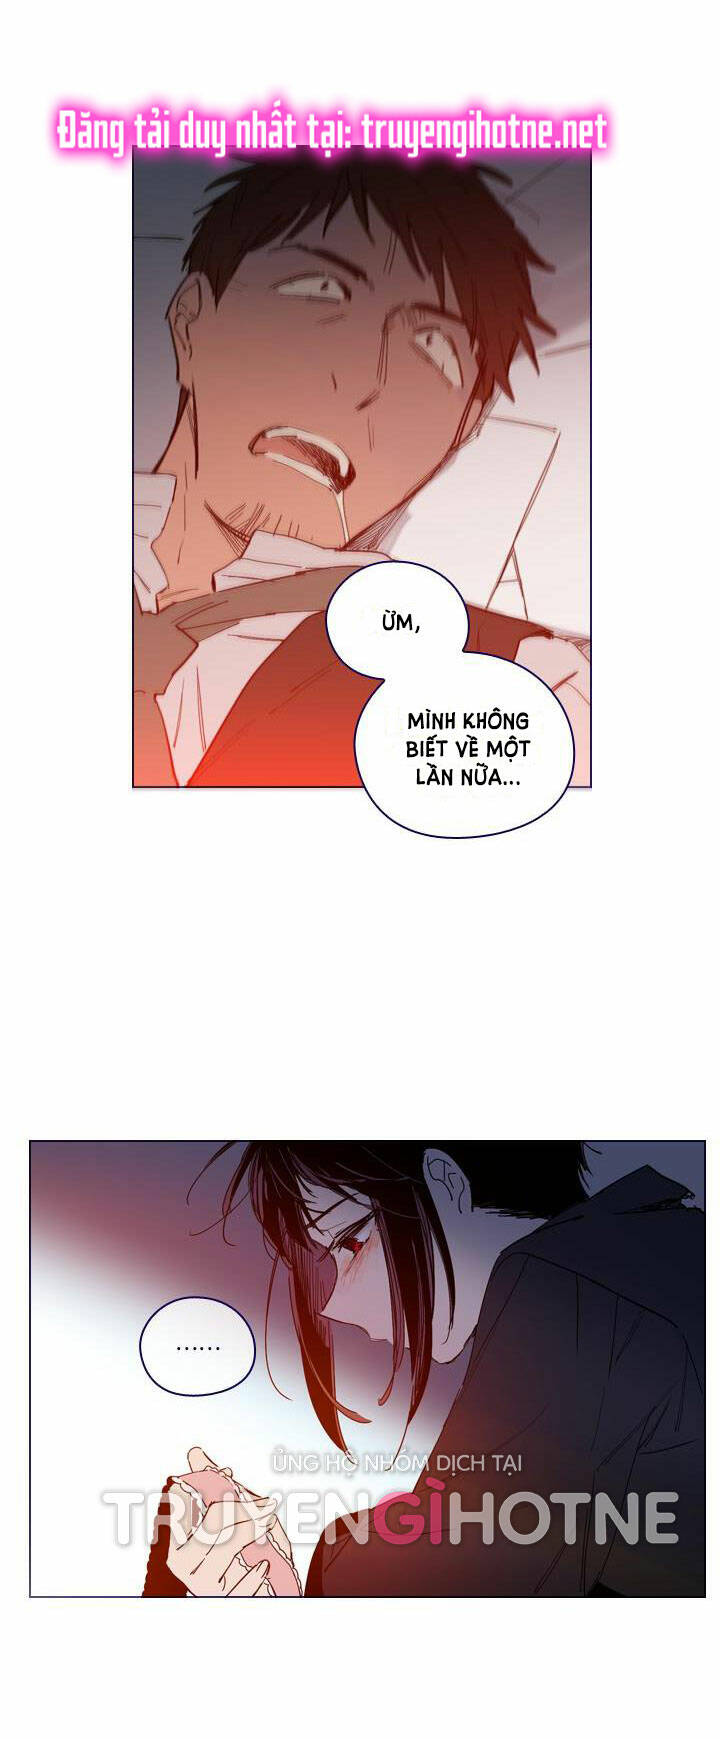 Đăng tải duy nhất tại: truyengihotne.net
ỪM,
MÌNH KHÔNG
BIẾT VỀ MỘT
LẦN NỮA...
......
ỦNG HỘ NHÓM DỊCH TẠI
TRUYENGÌHOTNE